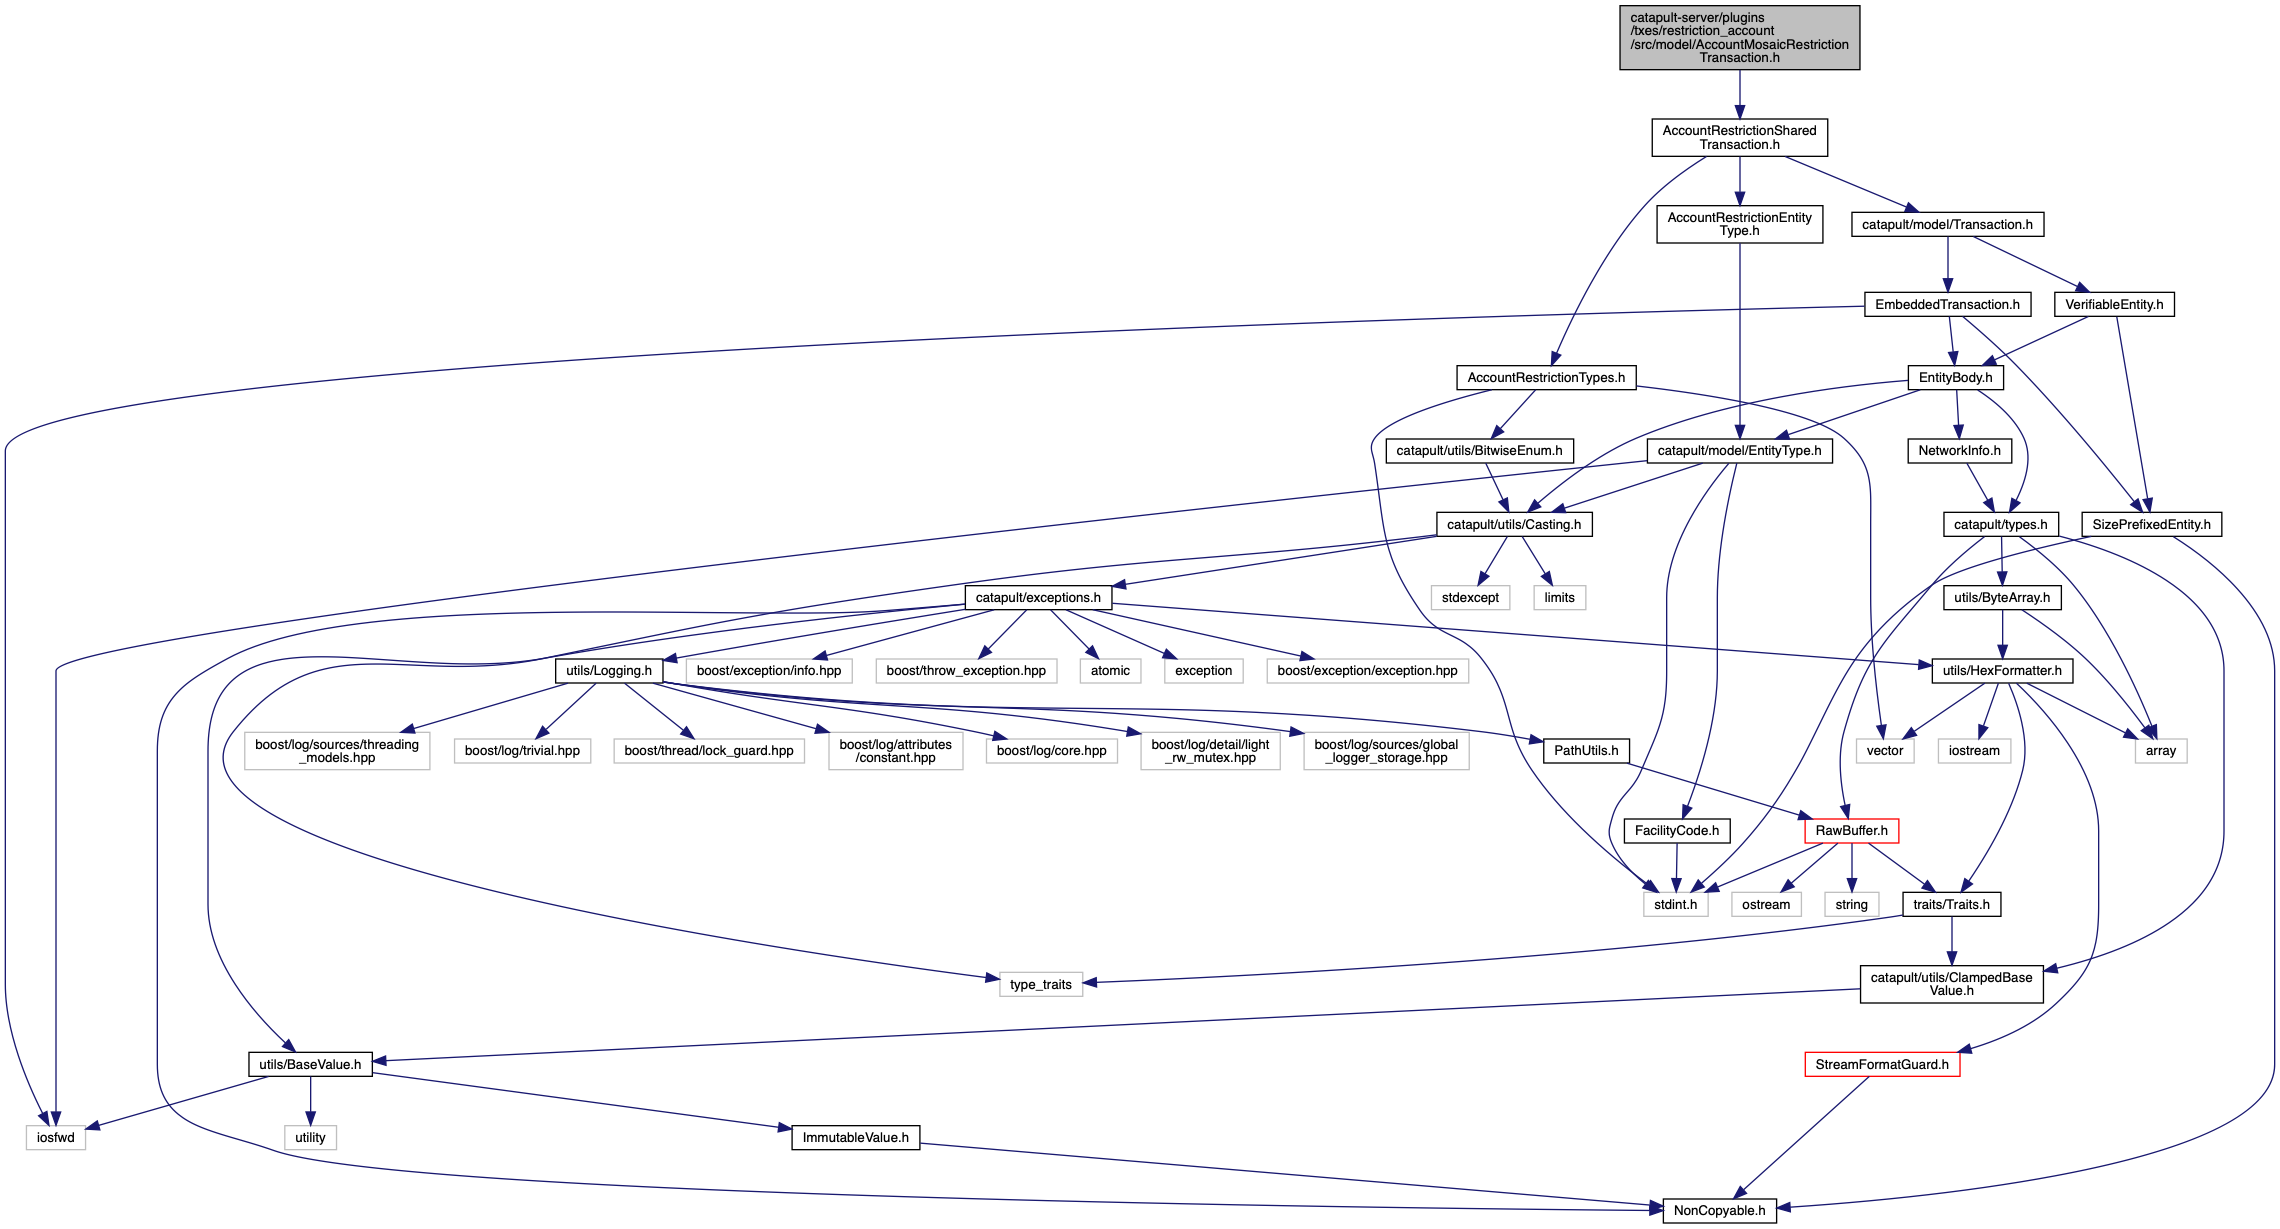 catapult-server/plugins
/txes/restriction_account
/src/model/AccountMosaicRestriction
Transaction.h
AccountRestrictionShared
Transaction.h
AccountRestrictionEntity
Type.h
catapult/model/Transaction.h
EmbeddedTransaction.h
VerifiableEntity.h
AccountRestrictionTypes.h
EntityBody.h
catapult/utils/BitwiseEnum.h
catapult/model/EntityType.h
NetworkInfo.h
catapult/utils/Casting.h
catapult/types.h
SizePrefixedEntity.h
catapult/exceptions.h
stdexcept
limits
utils/ByteArray.h
utils/Logging.h
boost/exception/info.hpp
boost/throw_exception.hpp
atomic
exception
boost/exception/exception.hpp
utils/HexFormatter.h
boost/log/sources/threading
_models.hpp
boost/log/trivial.hpp
boost/thread/lock_guard.hpp
boost/log/attributes
/constant.hpp
boost/log/core.hpp
boost/log/detail/light
_rw_mutex.hpp
boost/log/sources/global
_logger_storage.hpp
PathUtils.h
vector
iostream
array
FacilityCode.h
RawBuffer.h
stdint.h
ostream
string
traits/Traits.h
type_traits
catapult/utils/ClampedBase
Value.h
utils/BaseValue.h
StreamFormatGuard.h
iosfwd
utility
ImmutableValue.h
NonCopyable.h